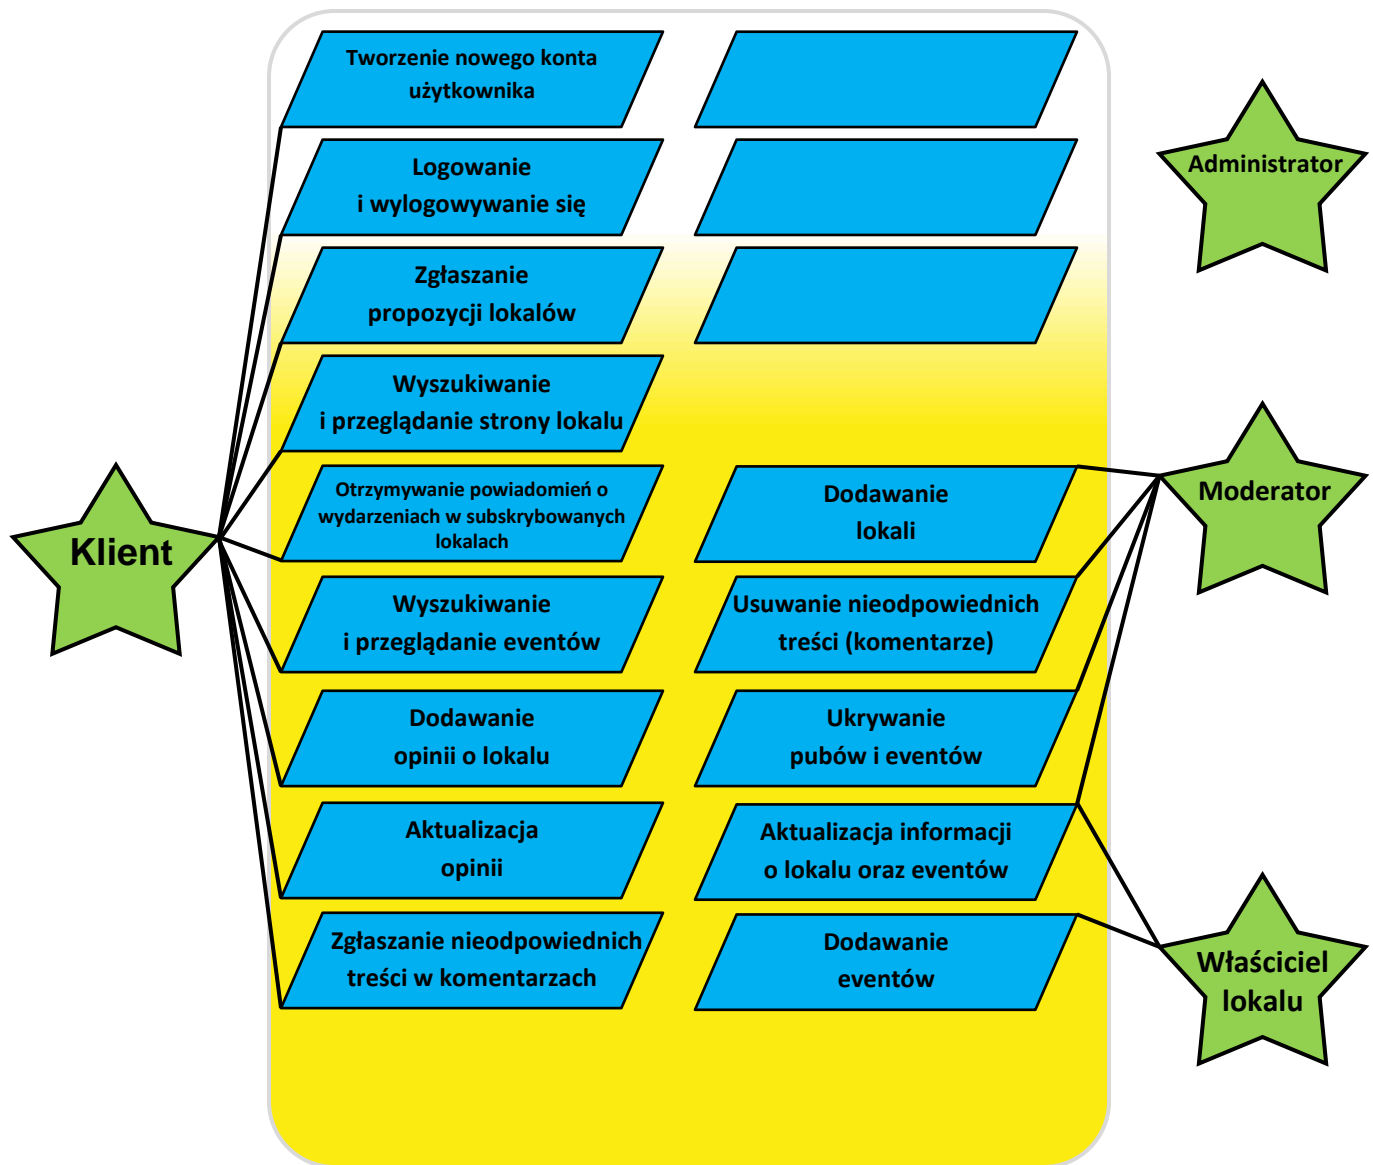 Tworzenie nowego konta
użytkownika
Logowanie
i wylogowywanie się
Zgłaszanie
propozycji lokalów
Wyszukiwanie
i przeglądanie strony lokalu
Otrzymywanie powiadomień o
wydarzeniach w subskrybowanych
lokalach
Wyszukiwanie
i przeglądanie eventów
Dodawanie
opinii o lokalu
Aktualizacja
opinii
Zgłaszanie nieodpowiednich
treści w komentarzach
Klient
Dodawanie
lokali
Usuwanie nieodpowiednich
treści (komentarze)
Ukrywanie
pubów i eventów
Aktualizacja informacji
o lokalu oraz eventów
Dodawanie
eventów
Administrator
Moderator
Właściciel
lokalu